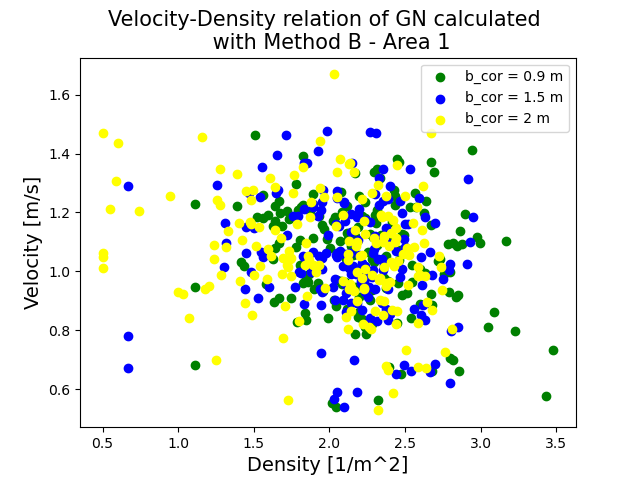 Velocity-Density relation of GN calculated
with Method B - Area 1
b_cor = 0.9 m
b_cor = 1.5 m
b_cor = 2 m
Velocity [m/s]
1.6
1.4
1.2
1.0
0.8
0.6
0.5
1.0
1.5
2.0
2.5
3.0
3.5
Density [1/m^2]